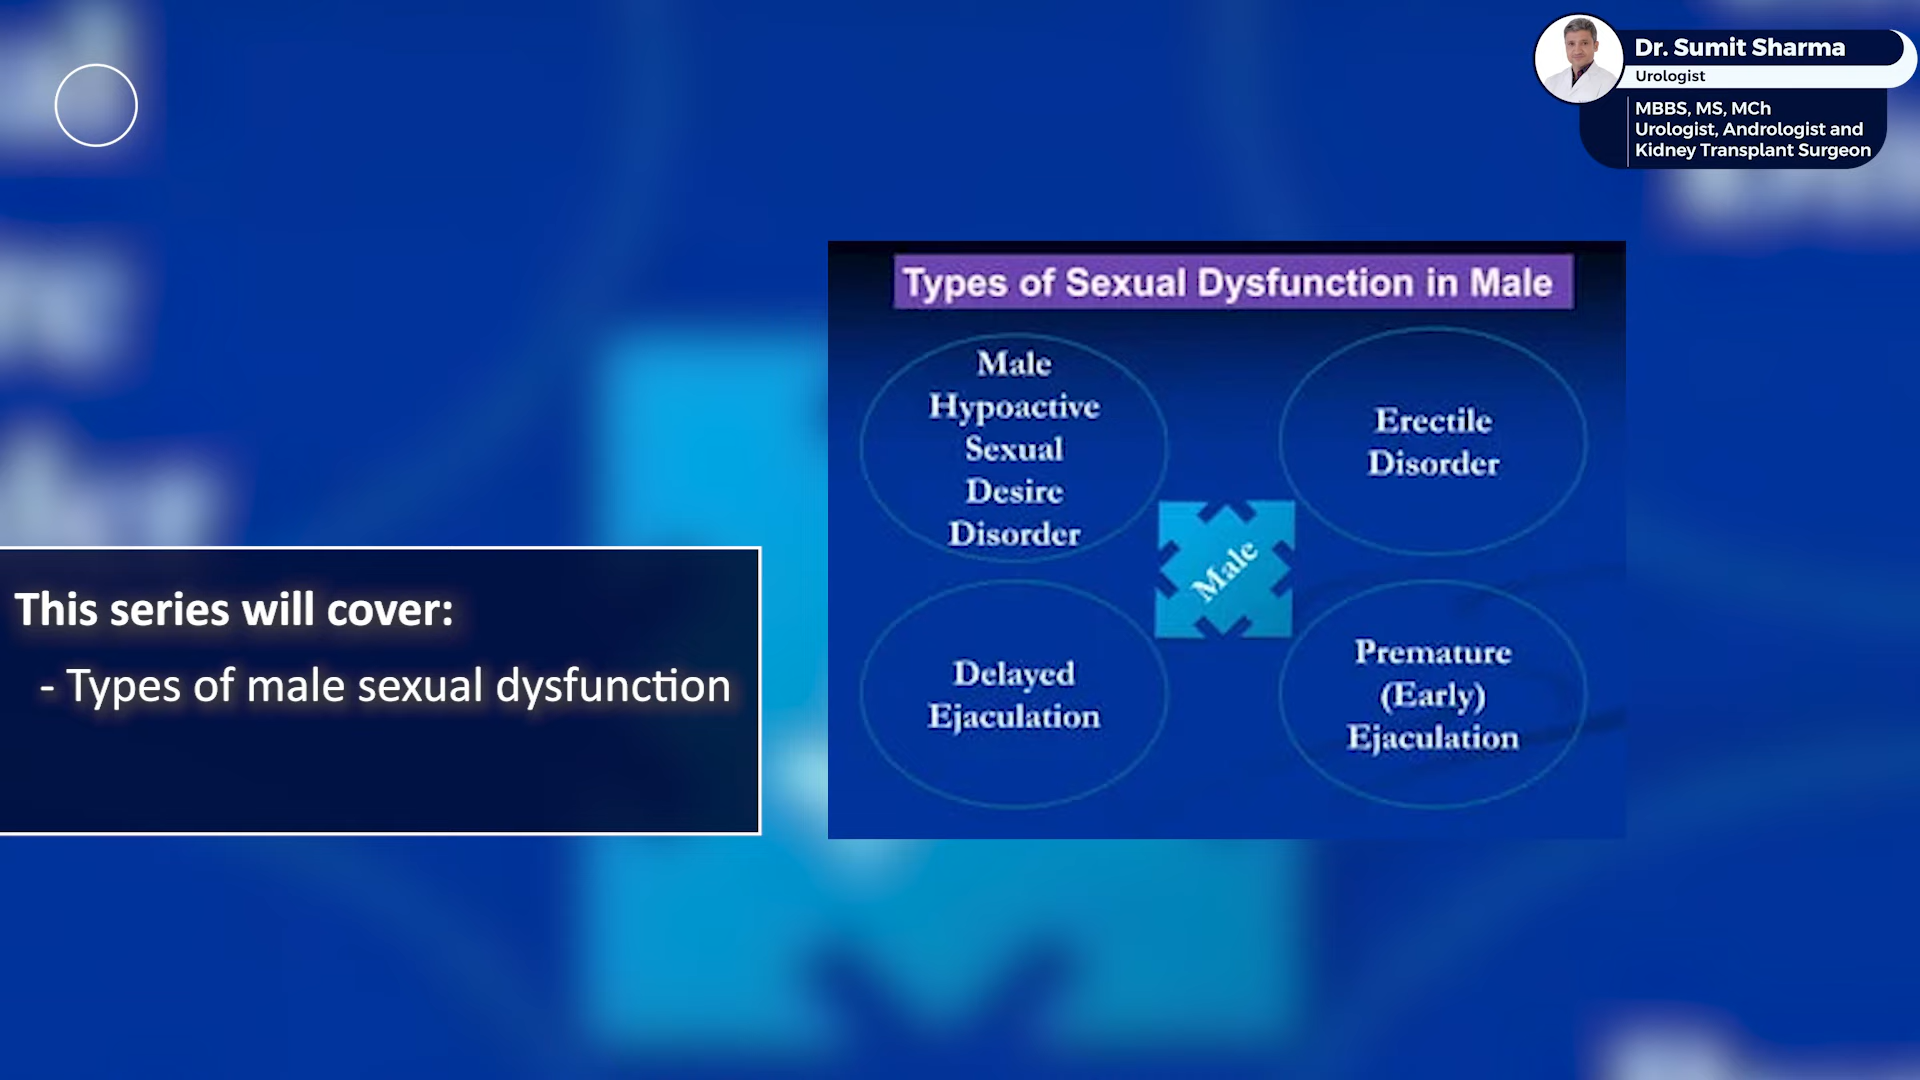 Dr. Sumit Sharma
Urologist
MBBS, MS, MCh
Urologist, Andrologist and
Kidney Transplant Surgeon
Types of Sexual Dysfunction in Male
Male
Hypoactive
Sexual
Desire
Disorder
Erectile
Disorder
Male
Delayed
Ejaculation
Premature
(Early)
Ejaculation
This series will cover:
- Types of male sexual dysfunction